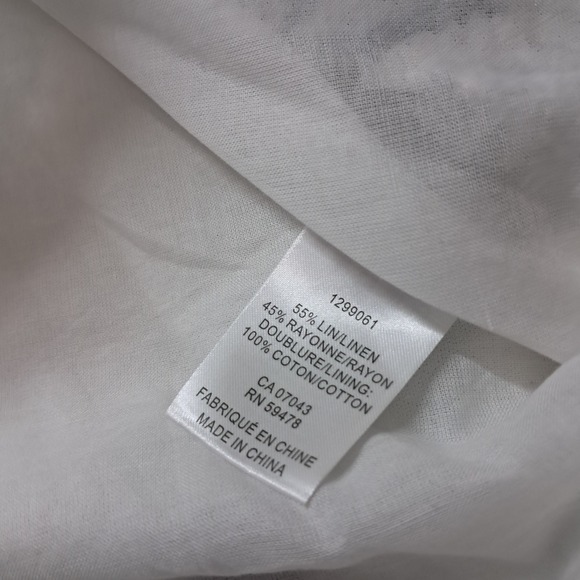 1299061
55% LIN/LINEN
45% RAYONNE/RAYON
DOUBLURE/LINING:
100% COTON/COTTON
CA 07043
RN 59478
FABRIQUÉ EN CHINE
MADE IN CHINA